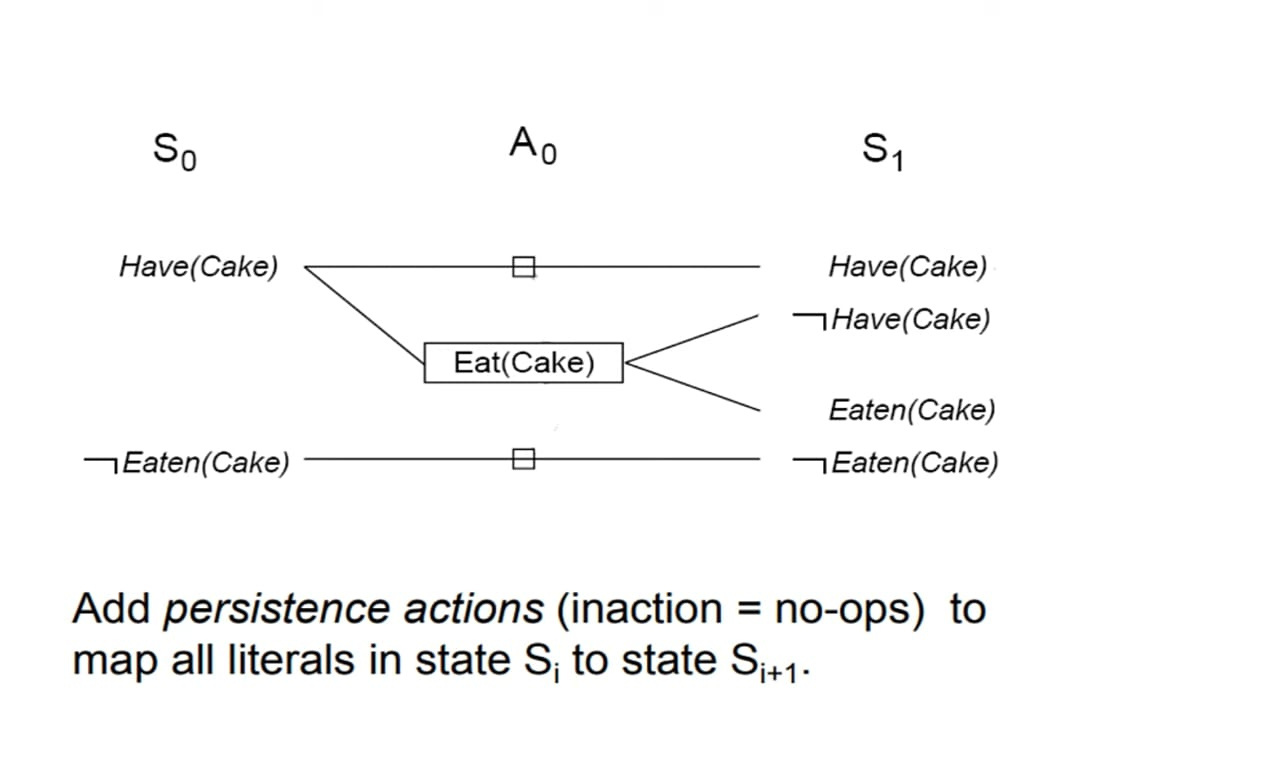 S₀ A₀ S₁
Have(Cake) Have(Cake)
¬Have(Cake)
Eat(Cake)
Eaten(Cake)
¬Eaten(Cake) ¬Eaten(Cake)
Add persistence actions (inaction = no-ops) to
map all literals in state Sᵢ to state Sᵢ₊₁.